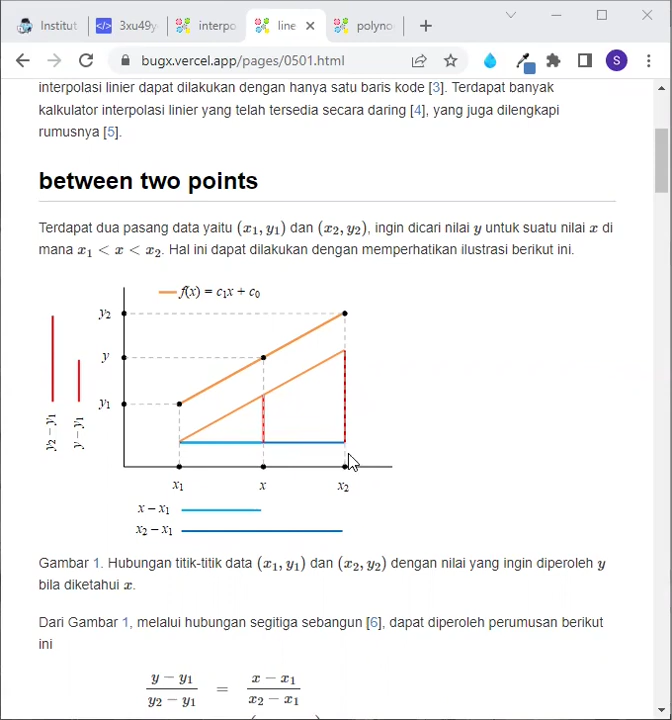 Institut
3xu49y
interpo
line
polyno
bugx.vercel.app/pages/0501.html
S
interpolasi linier dapat dilakukan dengan hanya satu baris kode [3]. Terdapat banyak
kalkulator interpolasi linier yang telah tersedia secara daring [4], yang juga dilengkapi
rumusnya [5].
between two points
Terdapat dua pasang data yaitu (x₁, y₁) dan (x₂, y₂), ingin dicari nilai y untuk suatu nilai x di
mana x₁ < x < x₂. Hal ini dapat dilakukan dengan memperhatikan ilustrasi berikut ini.
f(x) = c₁x + c₀
y₂
y
y₁
y₂ – y₁
y – y₁
x₁ x x₂
x – x₁
x₂ – x₁
Gambar 1. Hubungan titik-titik data (x₁, y₁) dan (x₂, y₂) dengan nilai yang ingin diperoleh y
bila diketahui x.
Dari Gambar 1, melalui hubungan segitiga sebangun [6], dapat diperoleh perumusan berikut
ini
y − y₁ x − x₁
=
y₂ − y₁ x₂ − x₁